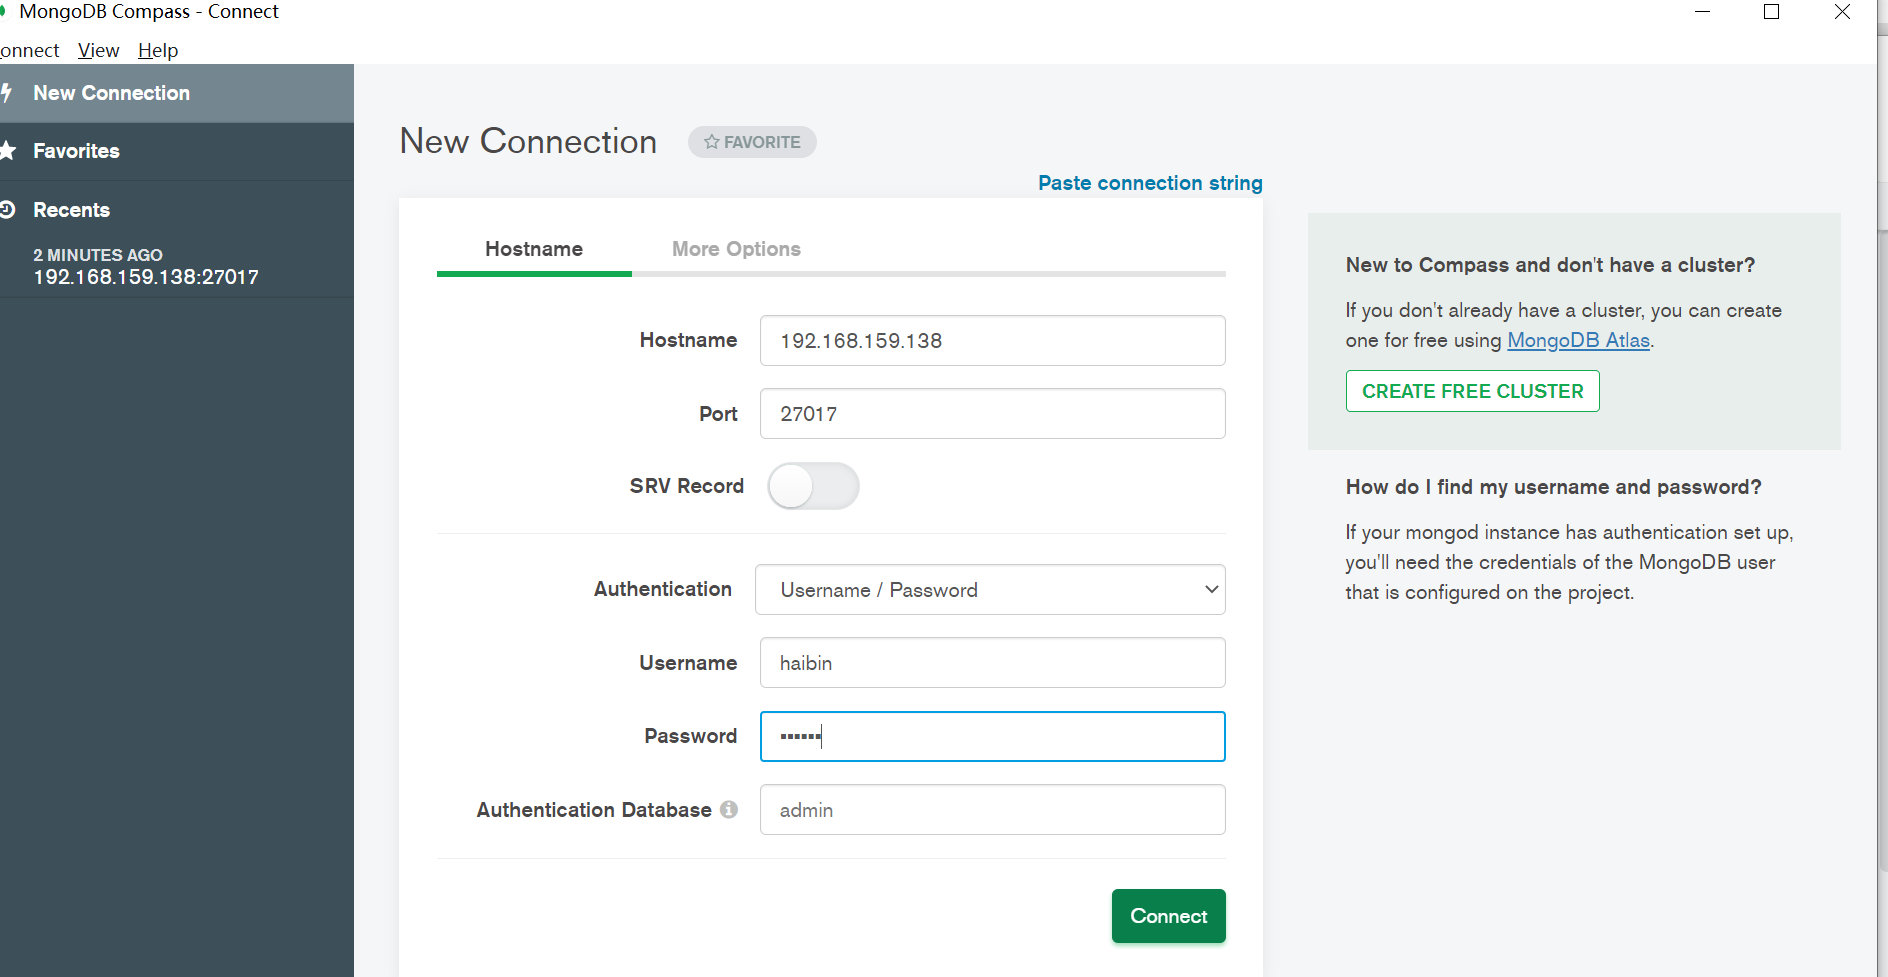 MongoDB Compass - Connect
onnect View Help
New Connection
Favorites
Recents
2 MINUTES AGO
192.168.159.138:27017
New Connection
FAVORITE
Paste connection string
Hostname
More Options
Hostname
192.168.159.138
Port
27017
SRV Record
Authentication
Username / Password
Username
haibin
Password
••••••
Authentication Database
admin
Connect
New to Compass and don't have a cluster?
If you don't already have a cluster, you can create
one for free using MongoDB Atlas.
CREATE FREE CLUSTER
How do I find my username and password?
If your mongod instance has authentication set up,
you'll need the credentials of the MongoDB user
that is configured on the project.